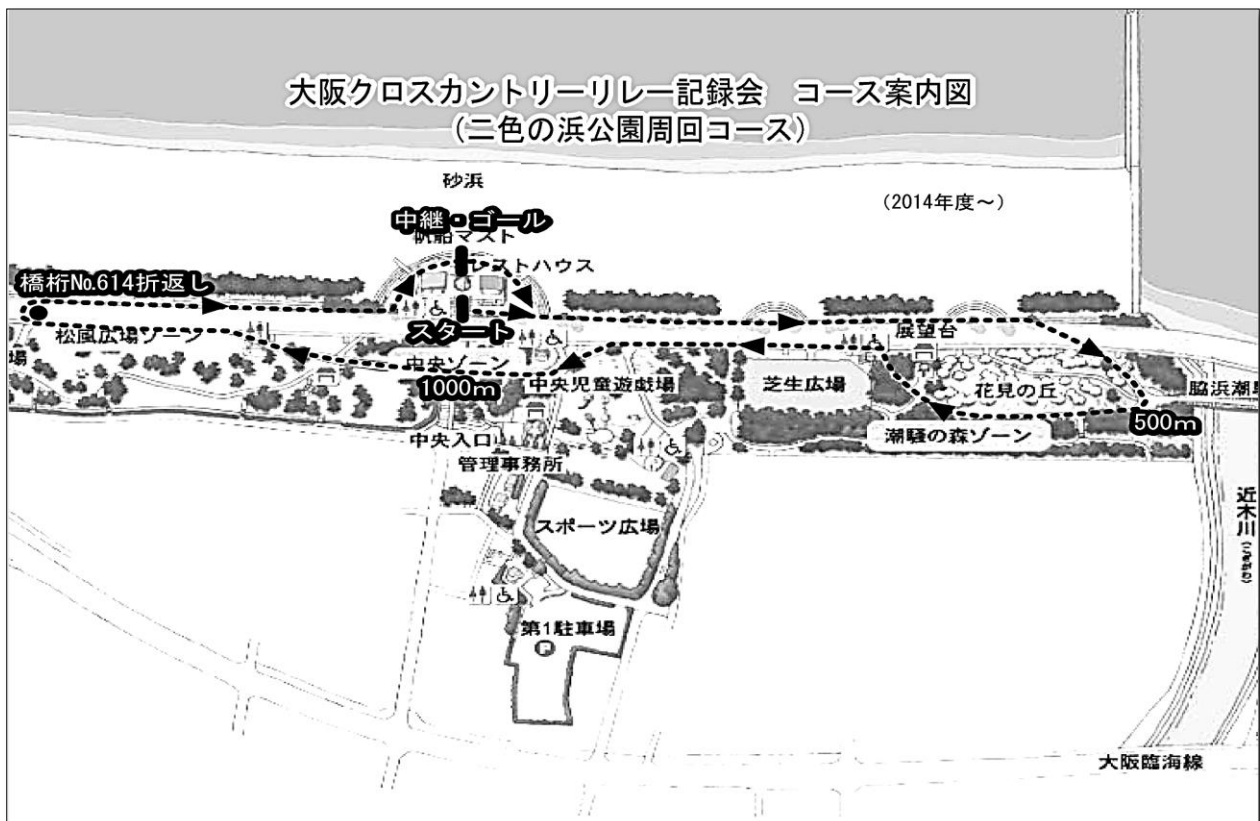 大阪クロスカントリーリレー記録会　コース案内図
（二色の浜公園周回コース）
砂浜
（2014年度～）
中継・ゴール
帆船マスト
レストハウス
橋桁№614折返し
スタート
松風広場ゾーン
場
中央ゾーン
1000m
中央児童遊戯場
芝生広場
展望台
花見の丘
脇浜潮
500m
潮騒の森ゾーン
中央入口
管理事務所
スポーツ広場
近木川
第1駐車場
P
大阪臨海線